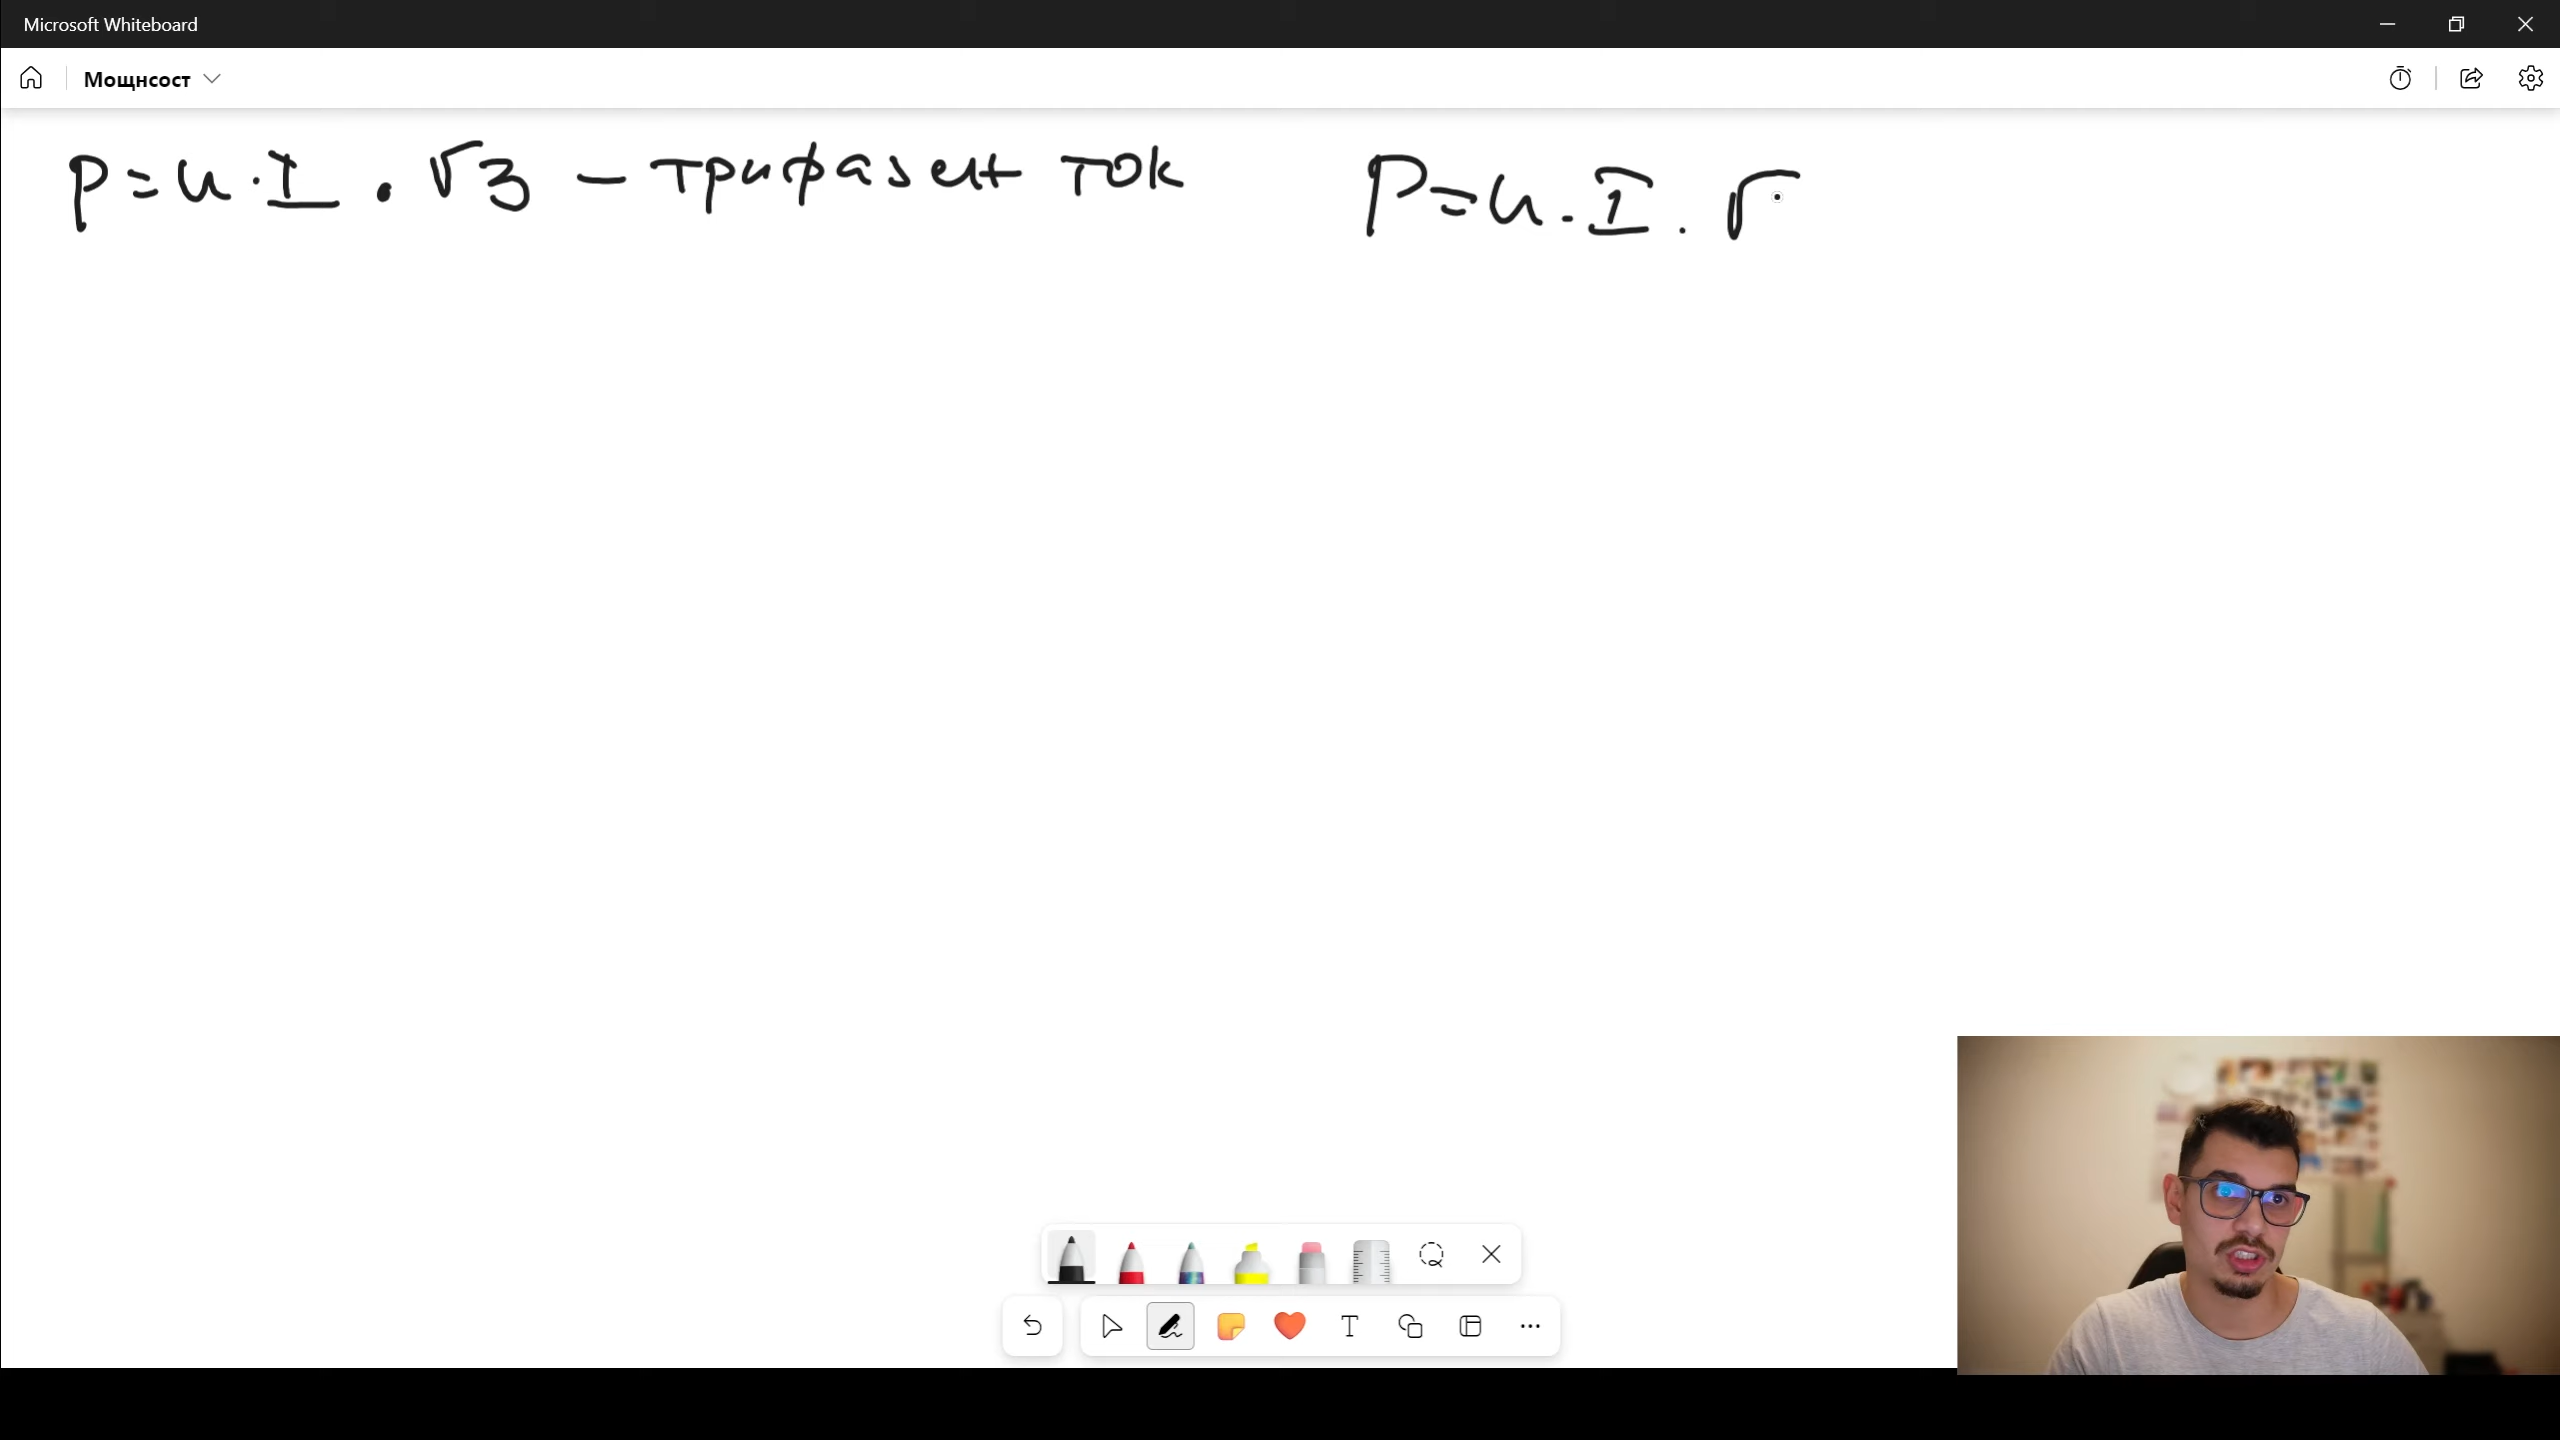 Microsoft Whiteboard
Мощнсост
P = U . I . √3 – трифазен ток
P = U . I . √
T